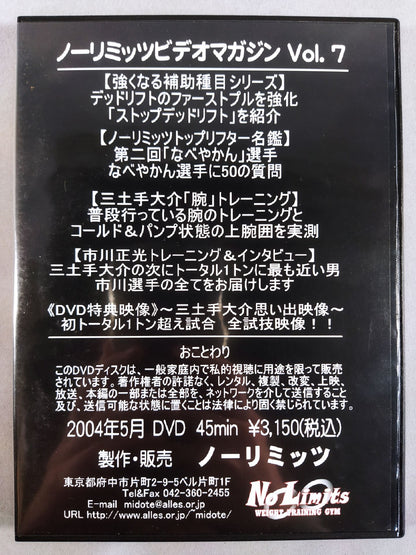 ノーリミッツビデオマガジン Vol. 7
【強くなる補助種目シリーズ】
デッドリフトのファーストプルを強化
「ストップデッドリフト」を紹介
【ノーリミッツトップリフター名鑑】
第二回「なべやかん」選手
なべやかん選手に50の質問
【三土手大介「腕」トレーニング】
普段行っている腕のトレーニングと
コールド＆パンプ状態の上腕囲を実測
【市川正光トレーニング＆インタビュー】
三土手大介の次にトータル1トンに最も近い男
市川選手の全てをお届けします
《DVD特典映像》～三土手大介思い出映像～
初トータル1トン超え試合 全試技映像！！
おことわり
このDVDディスクは、一般家庭内で私的視聴に用途を限って販売
されています。著作権者の許諾なく、レンタル、複製、改変、上映、
放送、本編の一部または全部を、ネットワークを介して送信すること
及び、送信可能な状態に置くことは法律により固く禁じられています。
2004年5月 DVD 45min ¥3,150(税込)
製作・販売 ノーリミッツ
東京都府中市片町2-9-5ベル片町1F
Tel&Fax 042-360-2455
E-mail midote@alles.or.jp
URL http://www.alles.or.jp/~midote/
No Limits
WEIGHT TRAINING GYM